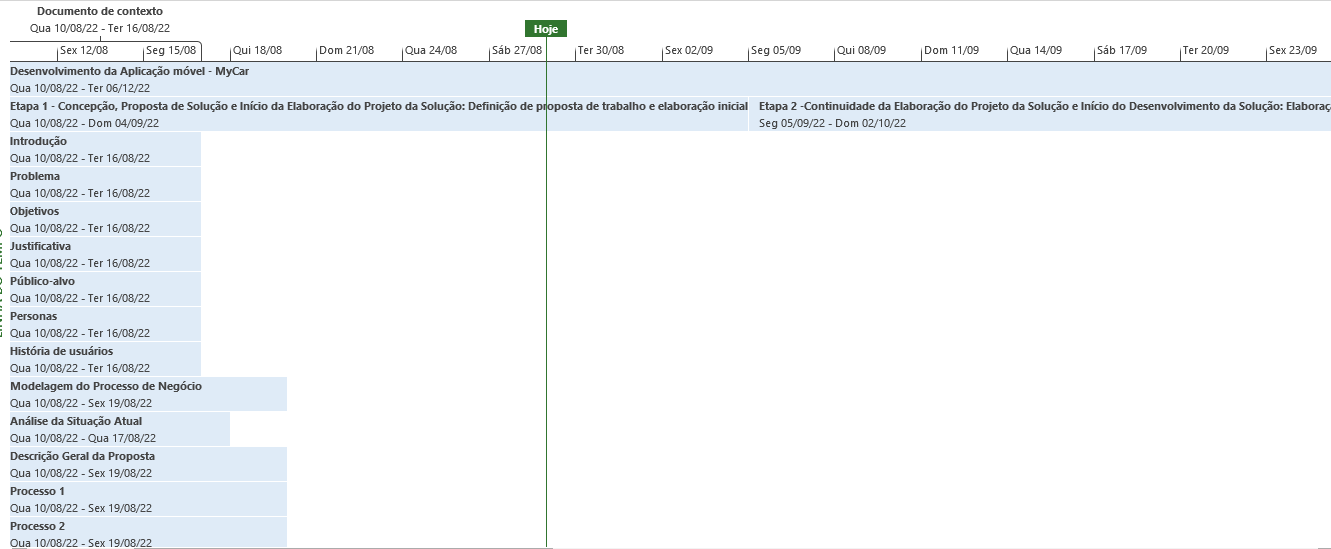 Documento de contexto
Qua 10/08/22 - Ter 16/08/22
Hoje
Sex 12/08 Seg 15/08 Qui 18/08 Dom 21/08 Qua 24/08 Sáb 27/08 Ter 30/08 Sex 02/09 Seg 05/09 Qui 08/09 Dom 11/09 Qua 14/09 Sáb 17/09 Ter 20/09 Sex 23/09
Desenvolvimento da Aplicação móvel - MyCar
Qua 10/08/22 - Ter 06/12/22
Etapa 1 - Concepção, Proposta de Solução e Início da Elaboração do Projeto da Solução: Definição de proposta de trabalho e elaboração inicial
Qua 10/08/22 - Dom 04/09/22
Etapa 2 -Continuidade da Elaboração do Projeto da Solução e Início do Desenvolvimento da Solução: Elaboraç
Seg 05/09/22 - Dom 02/10/22
Introdução
Qua 10/08/22 - Ter 16/08/22
Problema
Qua 10/08/22 - Ter 16/08/22
Objetivos
Qua 10/08/22 - Ter 16/08/22
Justificativa
Qua 10/08/22 - Ter 16/08/22
Público-alvo
Qua 10/08/22 - Ter 16/08/22
Personas
Qua 10/08/22 - Ter 16/08/22
História de usuários
Qua 10/08/22 - Ter 16/08/22
Modelagem do Processo de Negócio
Qua 10/08/22 - Sex 19/08/22
Análise da Situação Atual
Qua 10/08/22 - Qua 17/08/22
Descrição Geral da Proposta
Qua 10/08/22 - Sex 19/08/22
Processo 1
Qua 10/08/22 - Sex 19/08/22
Processo 2
Qua 10/08/22 - Sex 19/08/22